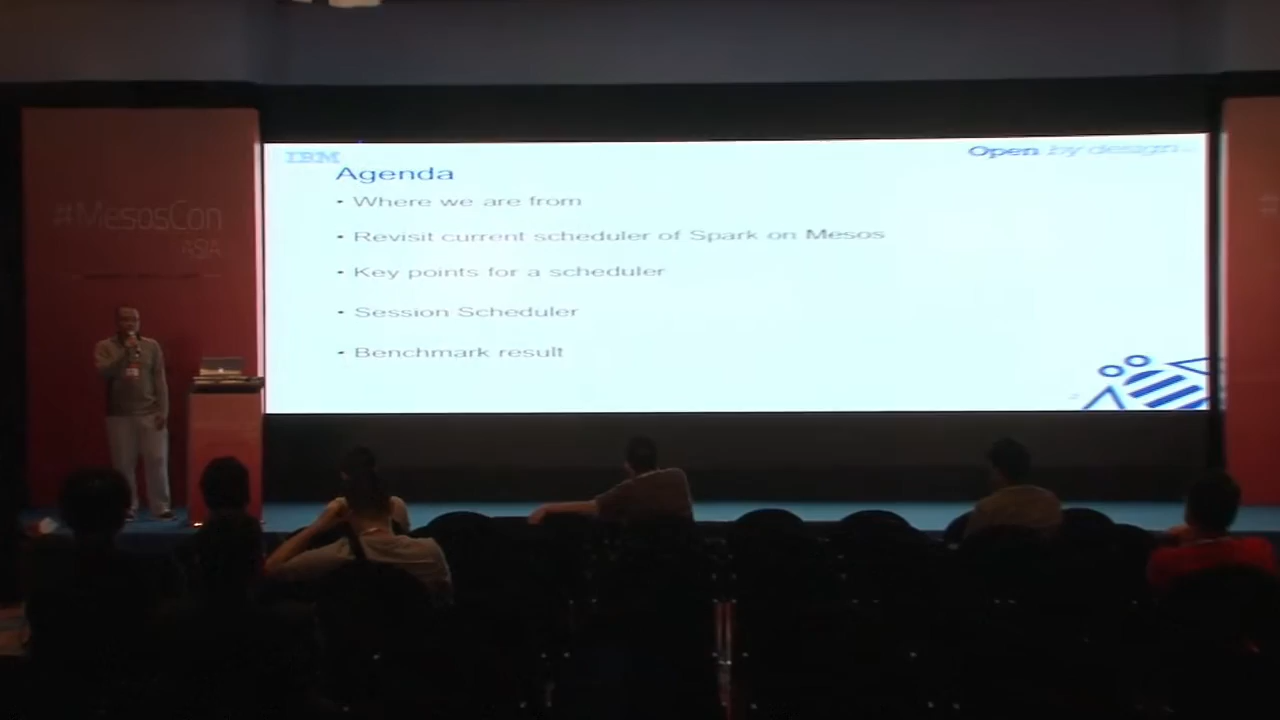 #MesosCon
ASIA
IBM
Open by design
Agenda
• Where we are from
• Revisit current scheduler of Spark on Mesos
• Key points for a scheduler
• Session Scheduler
• Benchmark result